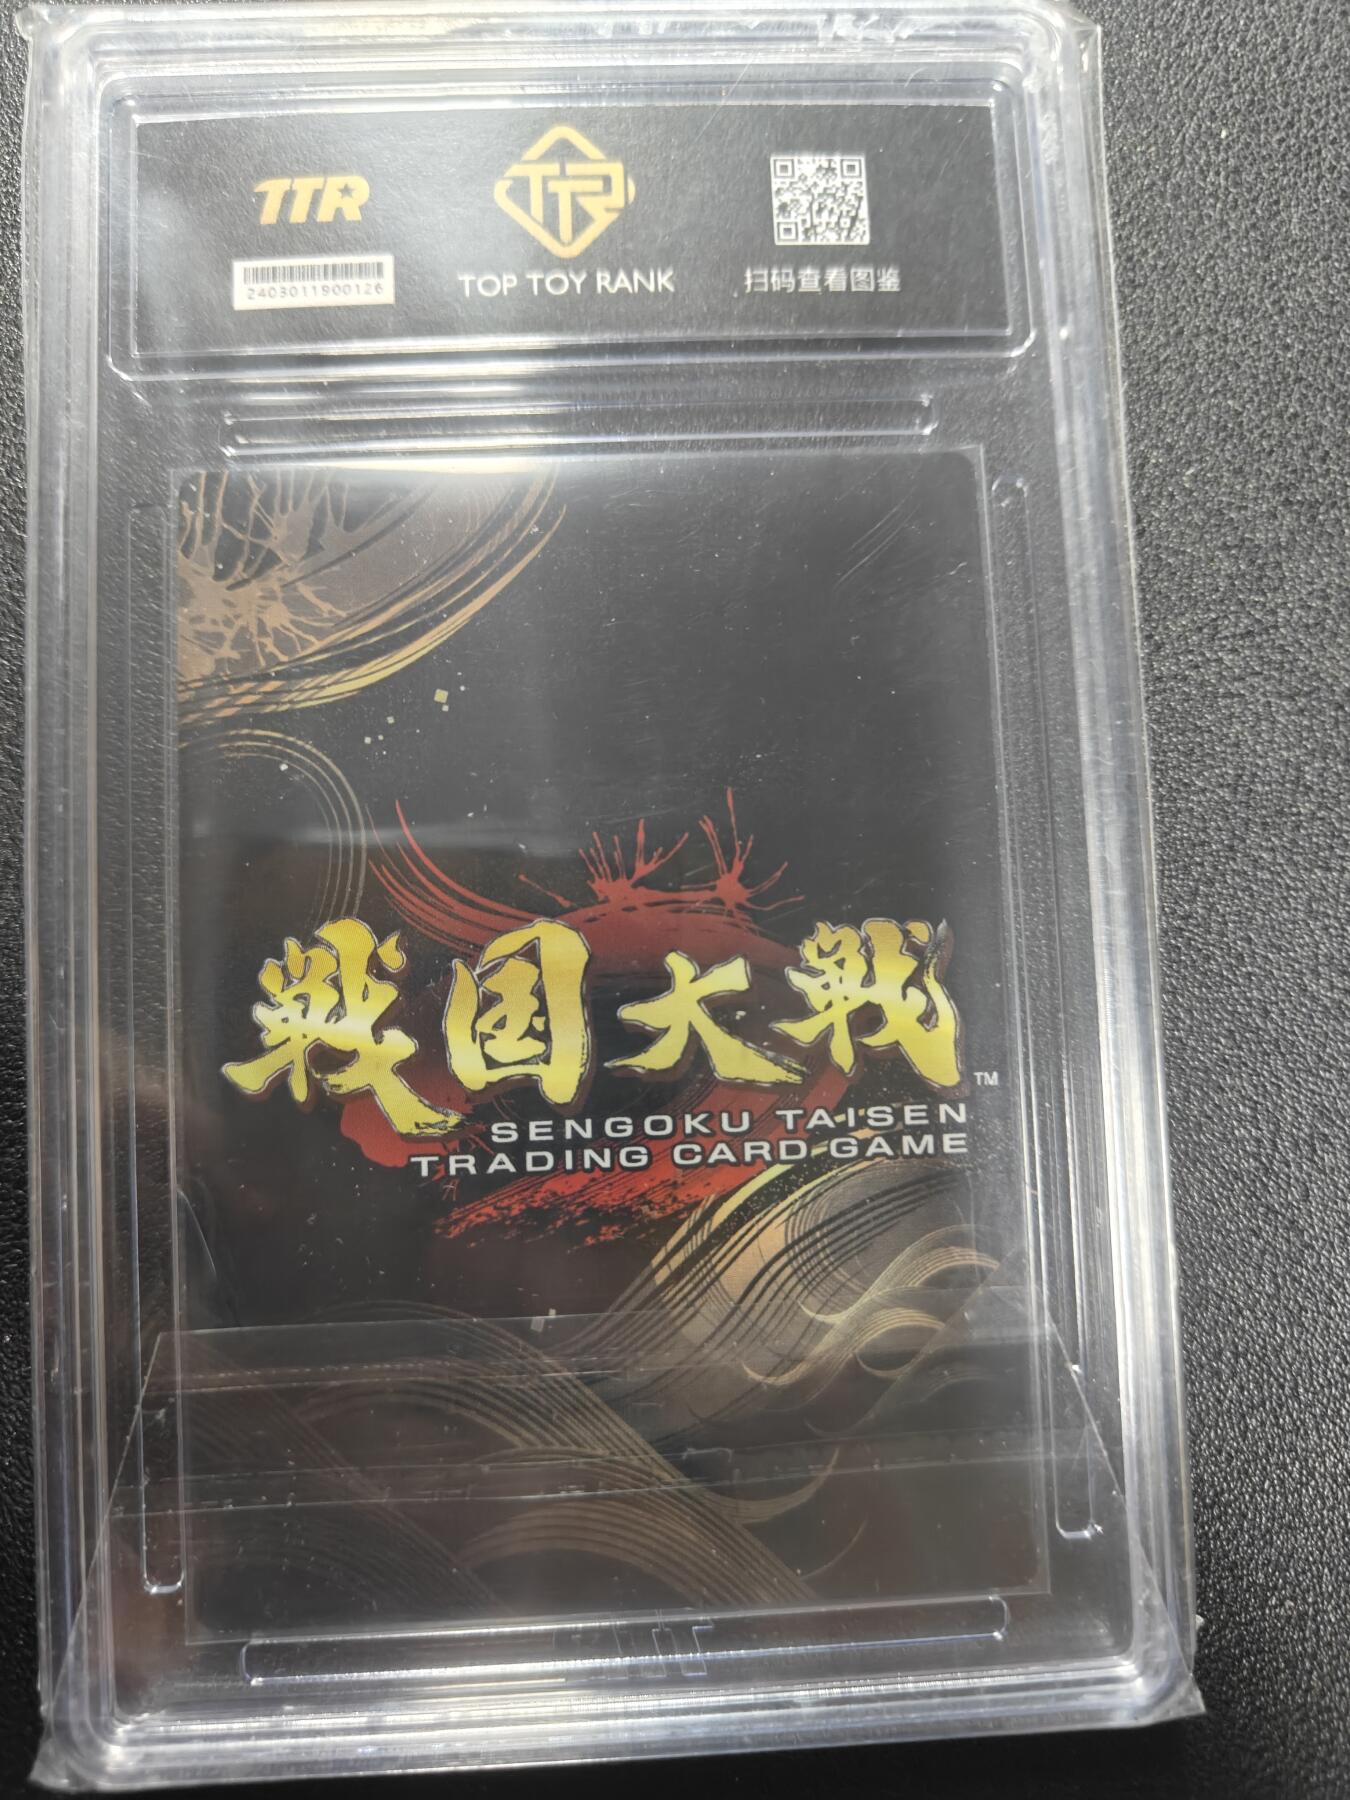 TTR
TTR
2403011900126
TOP TOY RANK
扫码查看图鉴
戦国大戦
TM
SENGOKU TAISEN
TRADING CARD GAME